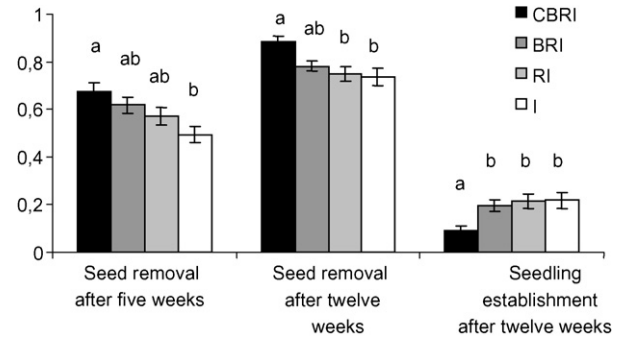 1
0,8
0,6
0,4
0,2
0
a
ab
ab
b
a
ab
b
b
a
b
b
b
CBRI
BRI
RI
I
Seed removal
after five weeks
Seed removal
after twelve
weeks
Seedling
establishment
after twelve weeks